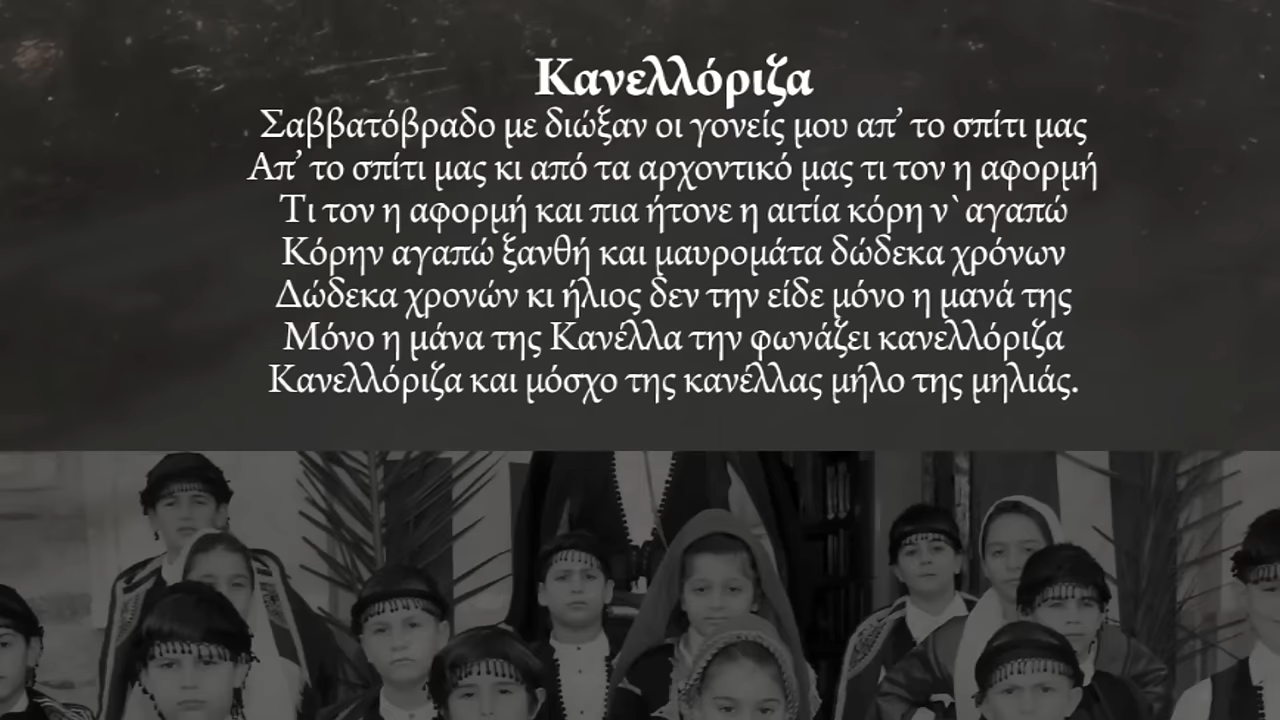 Κανελλόριζα
Σαββατόβραδο με διώξαν οι γονείς μου απ’ το σπίτι μας
Απ’ το σπίτι μας κι από τα αρχοντικό μας τι τον η αφορμή
Τι τον η αφορμή και πια ήτονε η αιτία κόρη ν`αγαπώ
Κόρην αγαπώ ξανθή και μαυρομάτα δώδεκα χρόνων
Δώδεκα χρονών κι ήλιος δεν την είδε μόνο η μανά της
Μόνο η μάνα της Κανέλλα την φωνάζει κανελλόριζα
Κανελλόριζα και μόσχο της κανέλλας μήλο της μηλιάς.